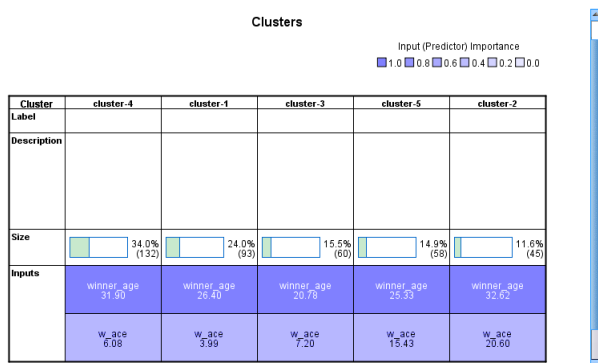 Clusters
Input (Predictor) Importance
1.0 0.8 0.6 0.4 0.2 0.0
Cluster cluster-4 cluster-1 cluster-3 cluster-5 cluster-2
Label
Description
Size 34.0% 24.0% 15.5% 14.9% 11.6%
(132) (93) (60) (58) (45)
Inputs winner_age winner_age winner_age winner_age winner_age
31.90 26.40 20.78 25.33 32.62
w_ace w_ace w_ace w_ace w_ace
6.08 3.99 7.20 15.43 20.60